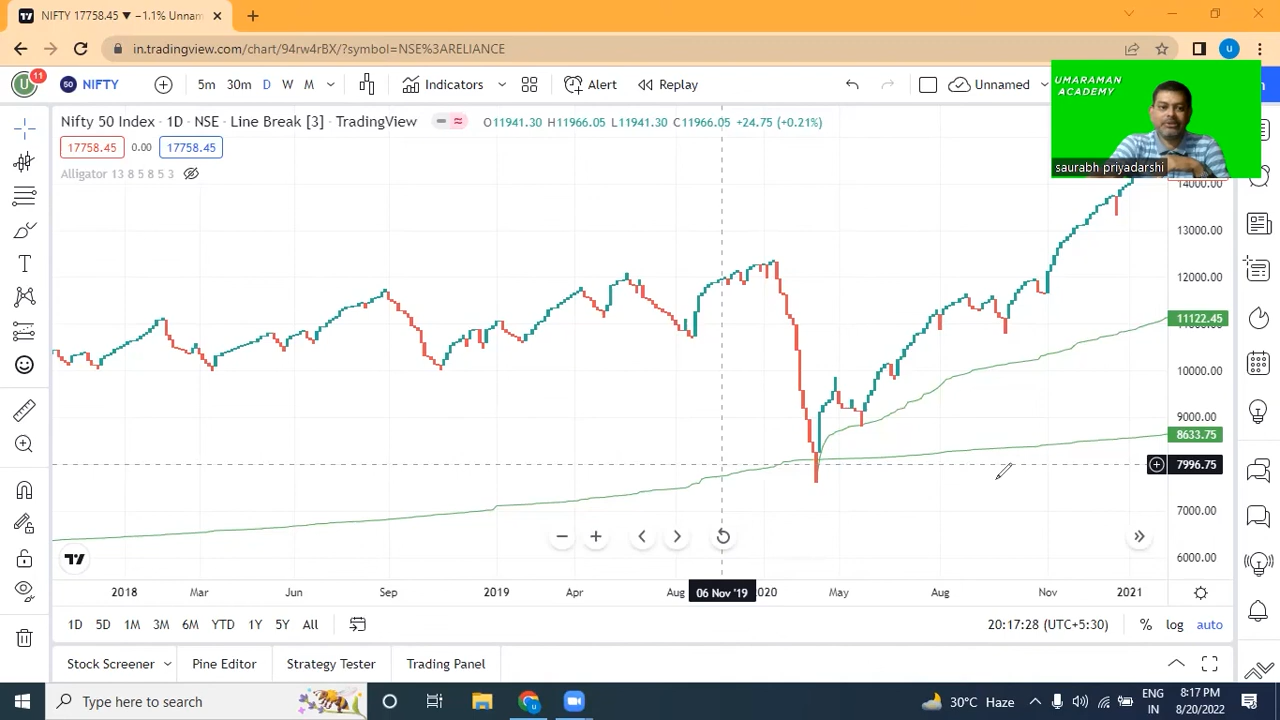 NIFTY 17758.45 ▼ −1.1% Unnam
in.tradingview.com/chart/94rw4rBX/?symbol=NSE%3ARELIANCE
U
U 11
50 NIFTY
5m 30m D W M
Indicators
Alert
Replay
Unnamed
UMARAMAN
ACADEMY
saurabh priyadarshi
Nifty 50 Index · 1D · NSE · Line Break [3] · TradingView
O11941.30 H11966.05 L11941.30 C11966.05 +24.75 (+0.21%)
17758.45 0.00 17758.45
Alligator 13 8 5 8 5 3
14000.00
13000.00
12000.00
11122.45
10000.00
9000.00
8633.75
7996.75
7000.00
6000.00
2018 Mar Jun Sep 2019 Apr Aug 06 Nov '19 2020 May Aug Nov 2021
1D 5D 1M 3M 6M YTD 1Y 5Y All
20:17:28 (UTC+5:30) % log auto
Stock Screener Pine Editor Strategy Tester Trading Panel
Type here to search
30°C Haze
ENG
IN
8:17 PM
8/20/2022